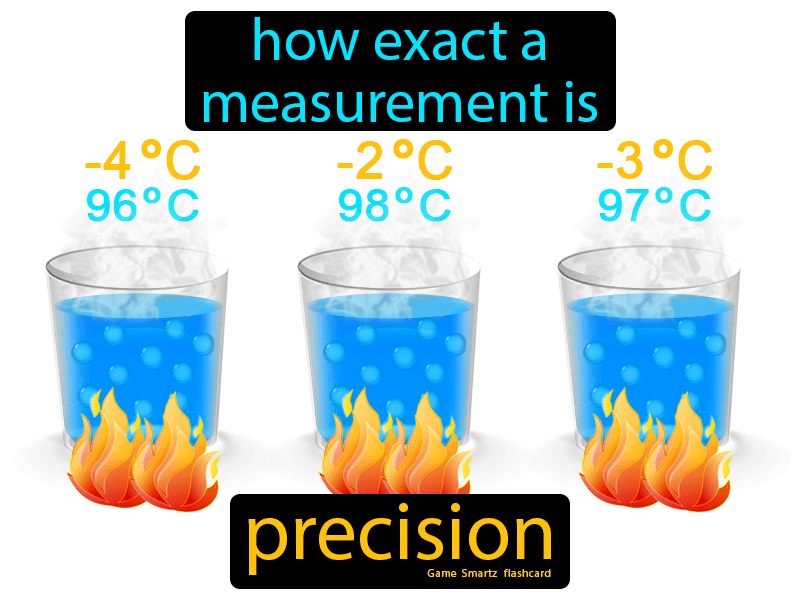 how exact a
measurement is
-4°C -2°C -3°C
96°C 98°C 97°C
precision
Game Smartz flashcard